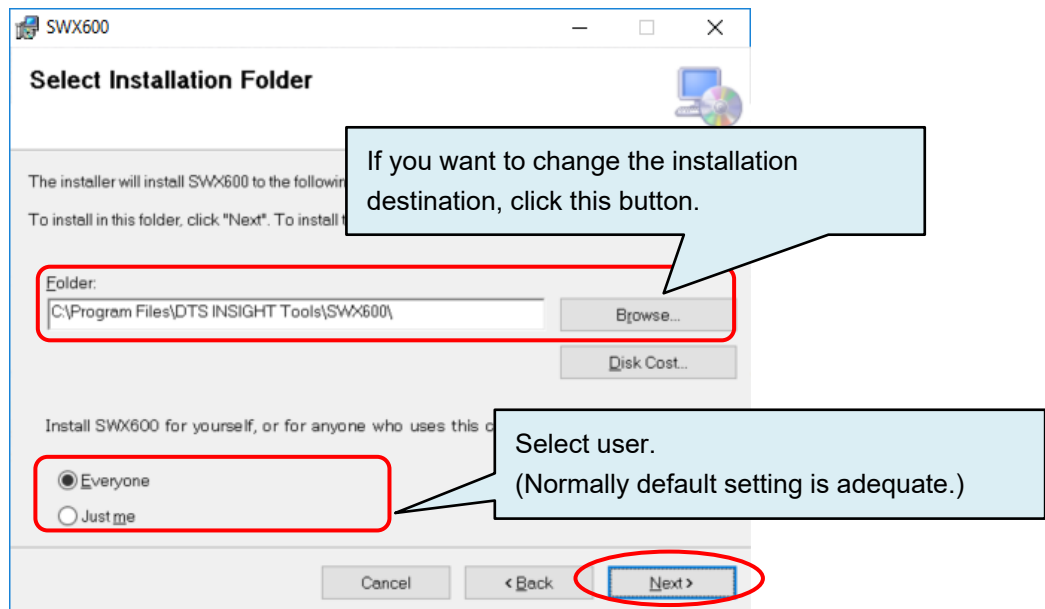 SWX600
Select Installation Folder
If you want to change the installation
destination, click this button.
The installer will install SWX600 to the
To install in this folder, click "Next". To install
Folder:
C:\Program Files\DTS INSIGHT Tools\SWX600\
Browse...
Disk Cost...
Install SWX600 for yourself, or for anyone who uses this
Select user.
(Normally default setting is adequate.)
Everyone
Just me
Cancel
< Back
Next >